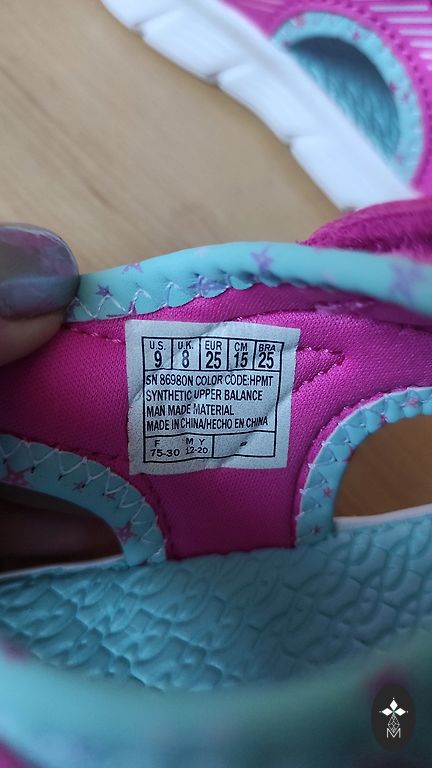 U.S. U.K. EUR CM BRA
9 8 25 15 25
SN 86980N COLOR CODE:HPMT
SYNTHETIC UPPER BALANCE
MAN MADE MATERIAL
MADE IN CHINA/HECHO EN CHINA
F M Y
75-30 12-20 -